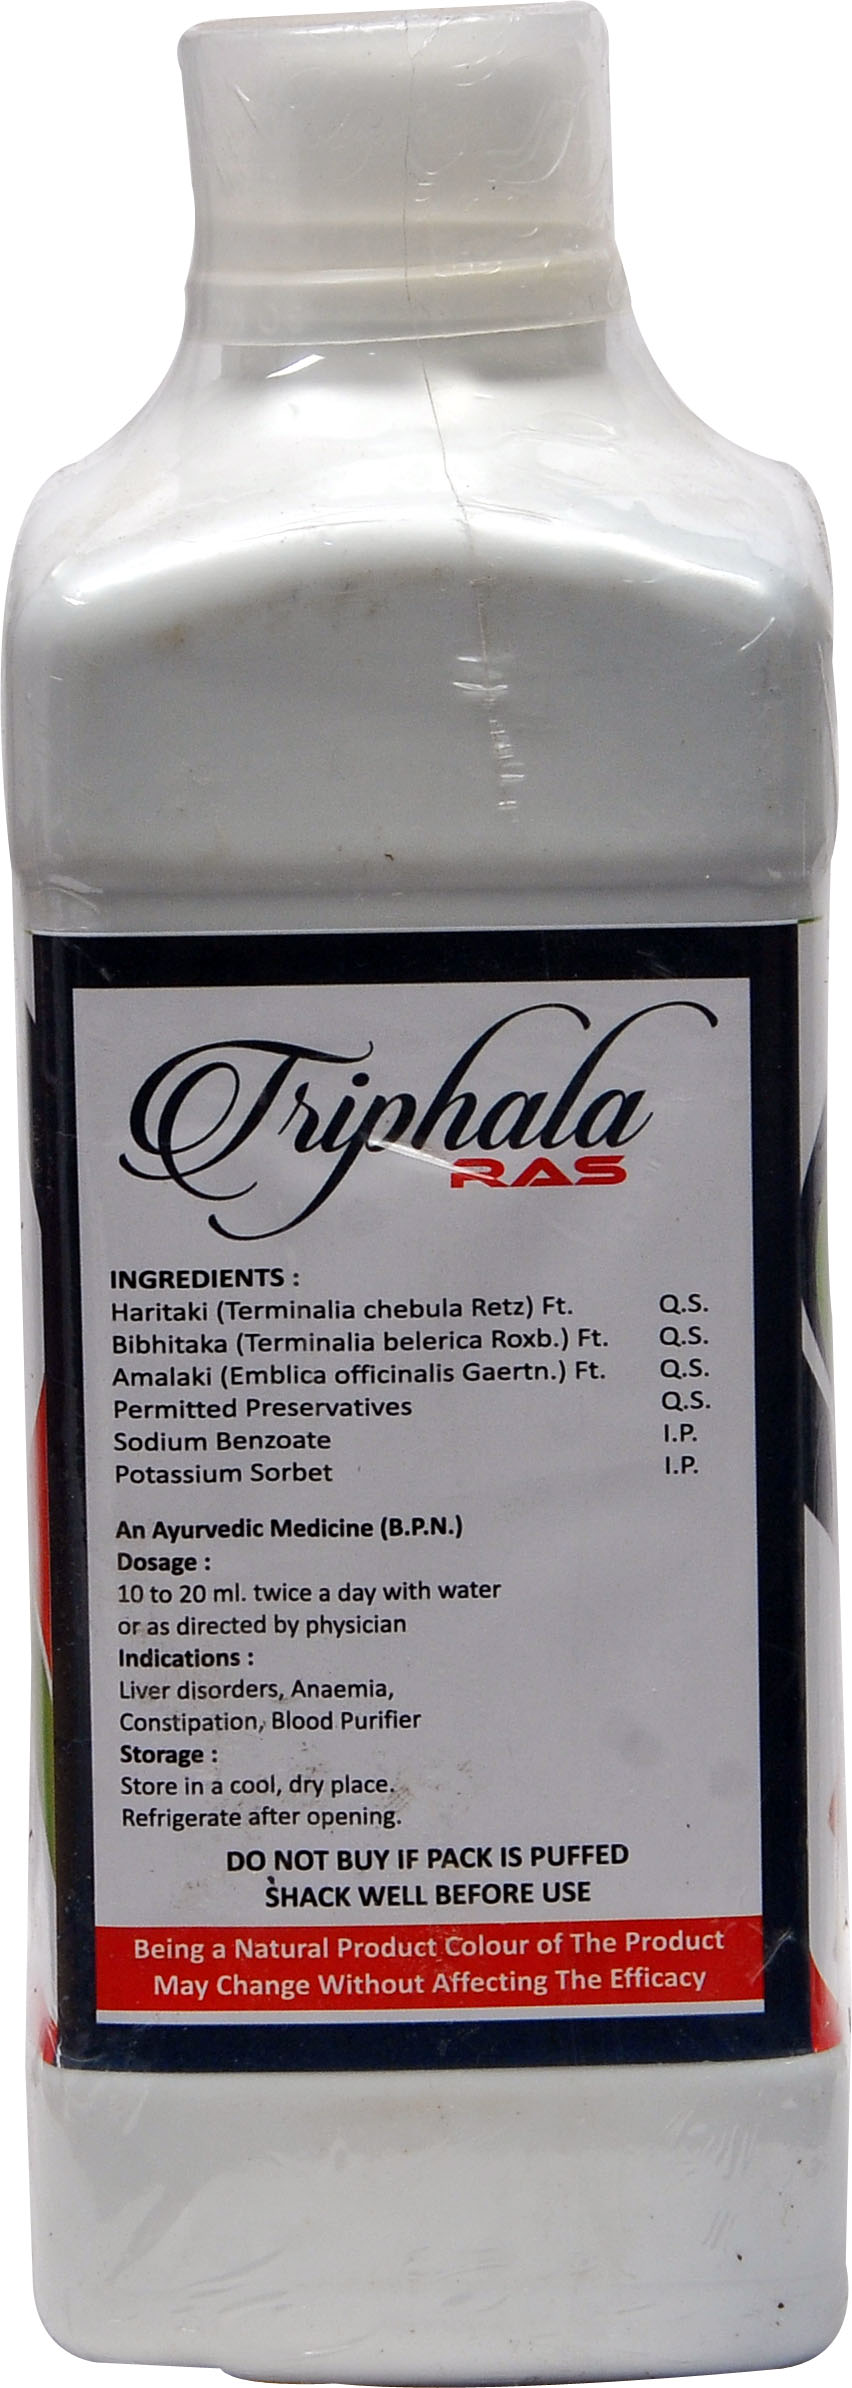 Triphala
RAS
INGREDIENTS :
Haritaki (Terminalia chebula Retz) Ft. Q.S.
Bibhitaka (Terminalia belerica Roxb.) Ft. Q.S.
Amalaki (Emblica officinalis Gaertn.) Ft. Q.S.
Permitted Preservatives Q.S.
Sodium Benzoate I.P.
Potassium Sorbet I.P.
An Ayurvedic Medicine (B.P.N.)
Dosage :
10 to 20 ml. twice a day with water
or as directed by physician
Indications :
Liver disorders, Anaemia,
Constipation, Blood Purifier
Storage :
Store in a cool, dry place.
Refrigerate after opening.
DO NOT BUY IF PACK IS PUFFED
SHACK WELL BEFORE USE
Being a Natural Product Colour of The Product
May Change Without Affecting The Efficacy